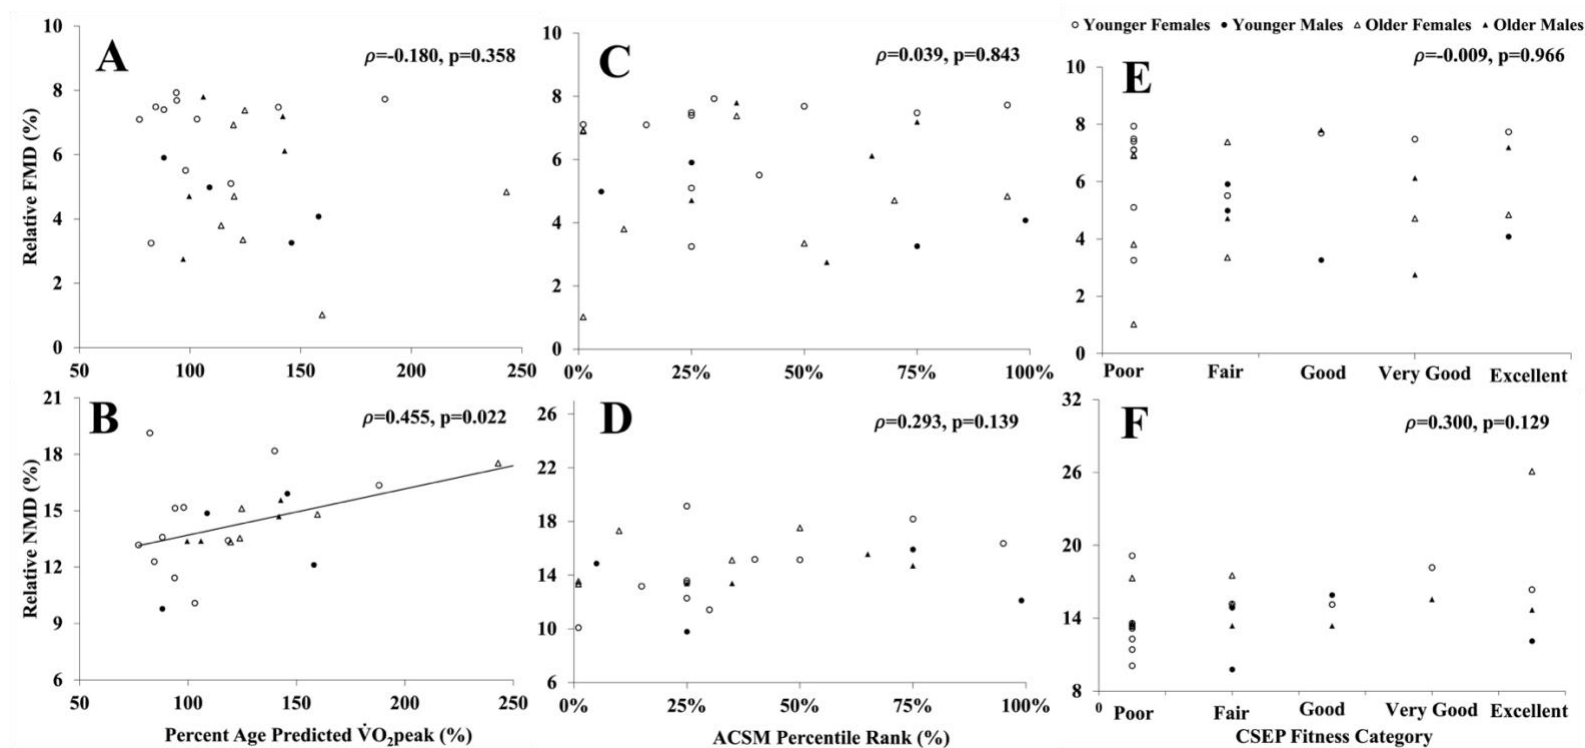 ○ Younger Females ● Younger Males △ Older Females ▲ Older Males
A
ρ=-0.180, p=0.358
Relative FMD (%)
10
8
6
4
2
0
50 100 150 200 250
C
ρ=0.039, p=0.843
10
8
6
4
2
0
0% 25% 50% 75% 100%
E
ρ=-0.009, p=0.966
10
8
6
4
2
0
Poor Fair Good Very Good Excellent
B
ρ=0.455, p=0.022
Relative NMD (%)
21
18
15
12
9
6
50 100 150 200 250
Percent Age Predicted V̇O₂peak (%)
D
ρ=0.293, p=0.139
26
22
18
14
10
6
0% 25% 50% 75% 100%
ACSM Percentile Rank (%)
F
ρ=0.300, p=0.129
32
26
20
14
8
0 Poor Fair Good Very Good Excellent
CSEP Fitness Category